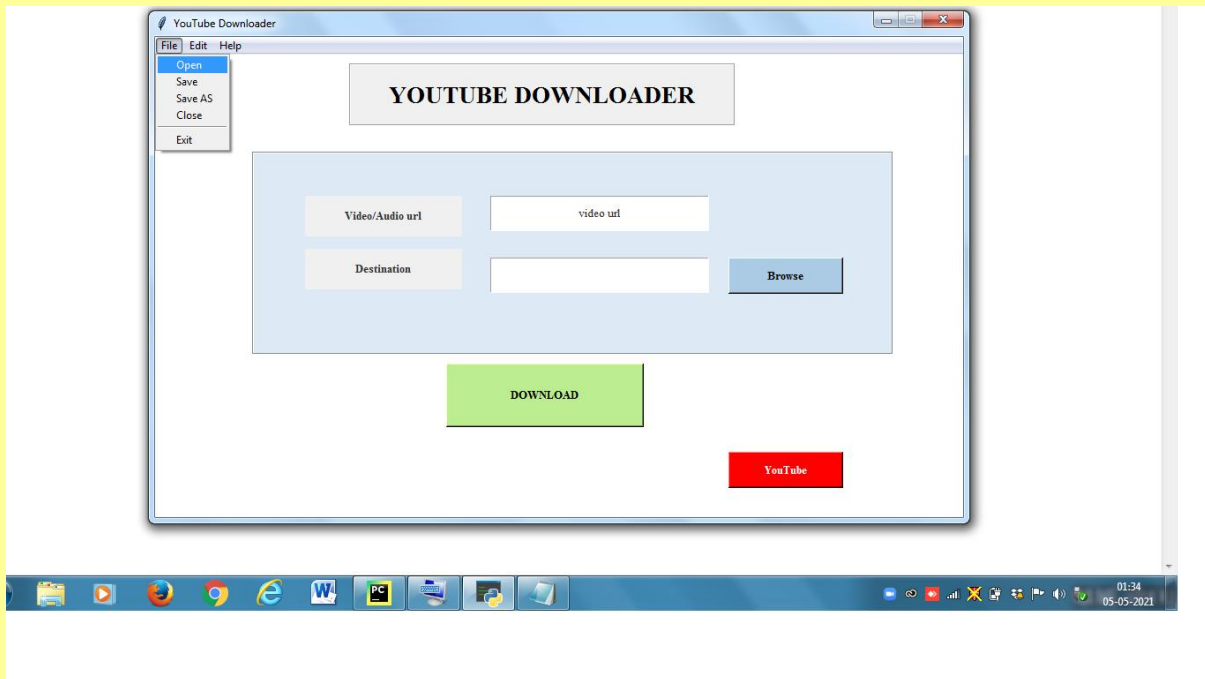 YouTube Downloader
File Edit Help
Open
Save
Save AS
Close
Exit
YOUTUBE DOWNLOADER
Video/Audio url
video url
Destination
Browse
DOWNLOAD
YouTube
W
PC
01:34
05-05-2021